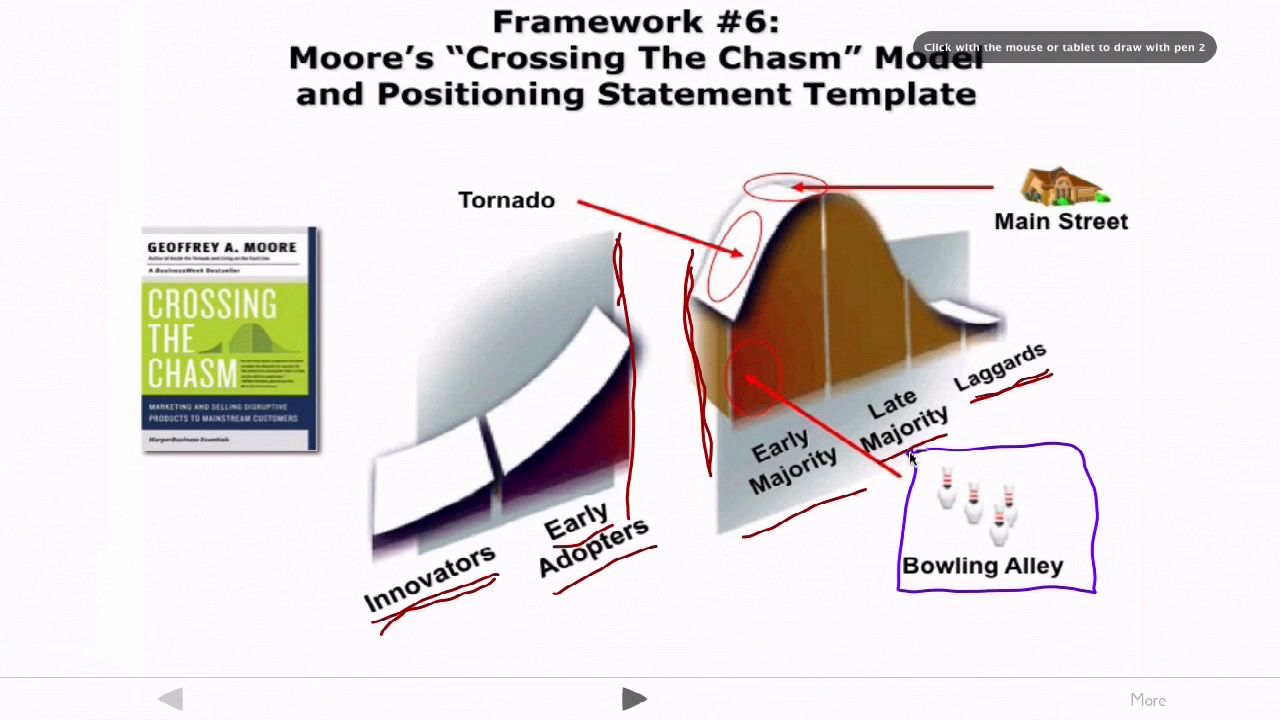 Framework #6:
Moore's “Crossing The Chasm” Model
and Positioning Statement Template
Click with the mouse or tablet to draw with pen 2
Tornado
Main Street
GEOFFREY A. MOORE
A BusinessWeek Bestseller
CROSSING
THE
CHASM
MARKETING AND SELLING DISRUPTIVE
PRODUCTS TO MAINSTREAM CUSTOMERS
HarperBusiness Essentials
Innovators
Early
Adopters
Early
Majority
Late
Majority
Laggards
Bowling Alley
More